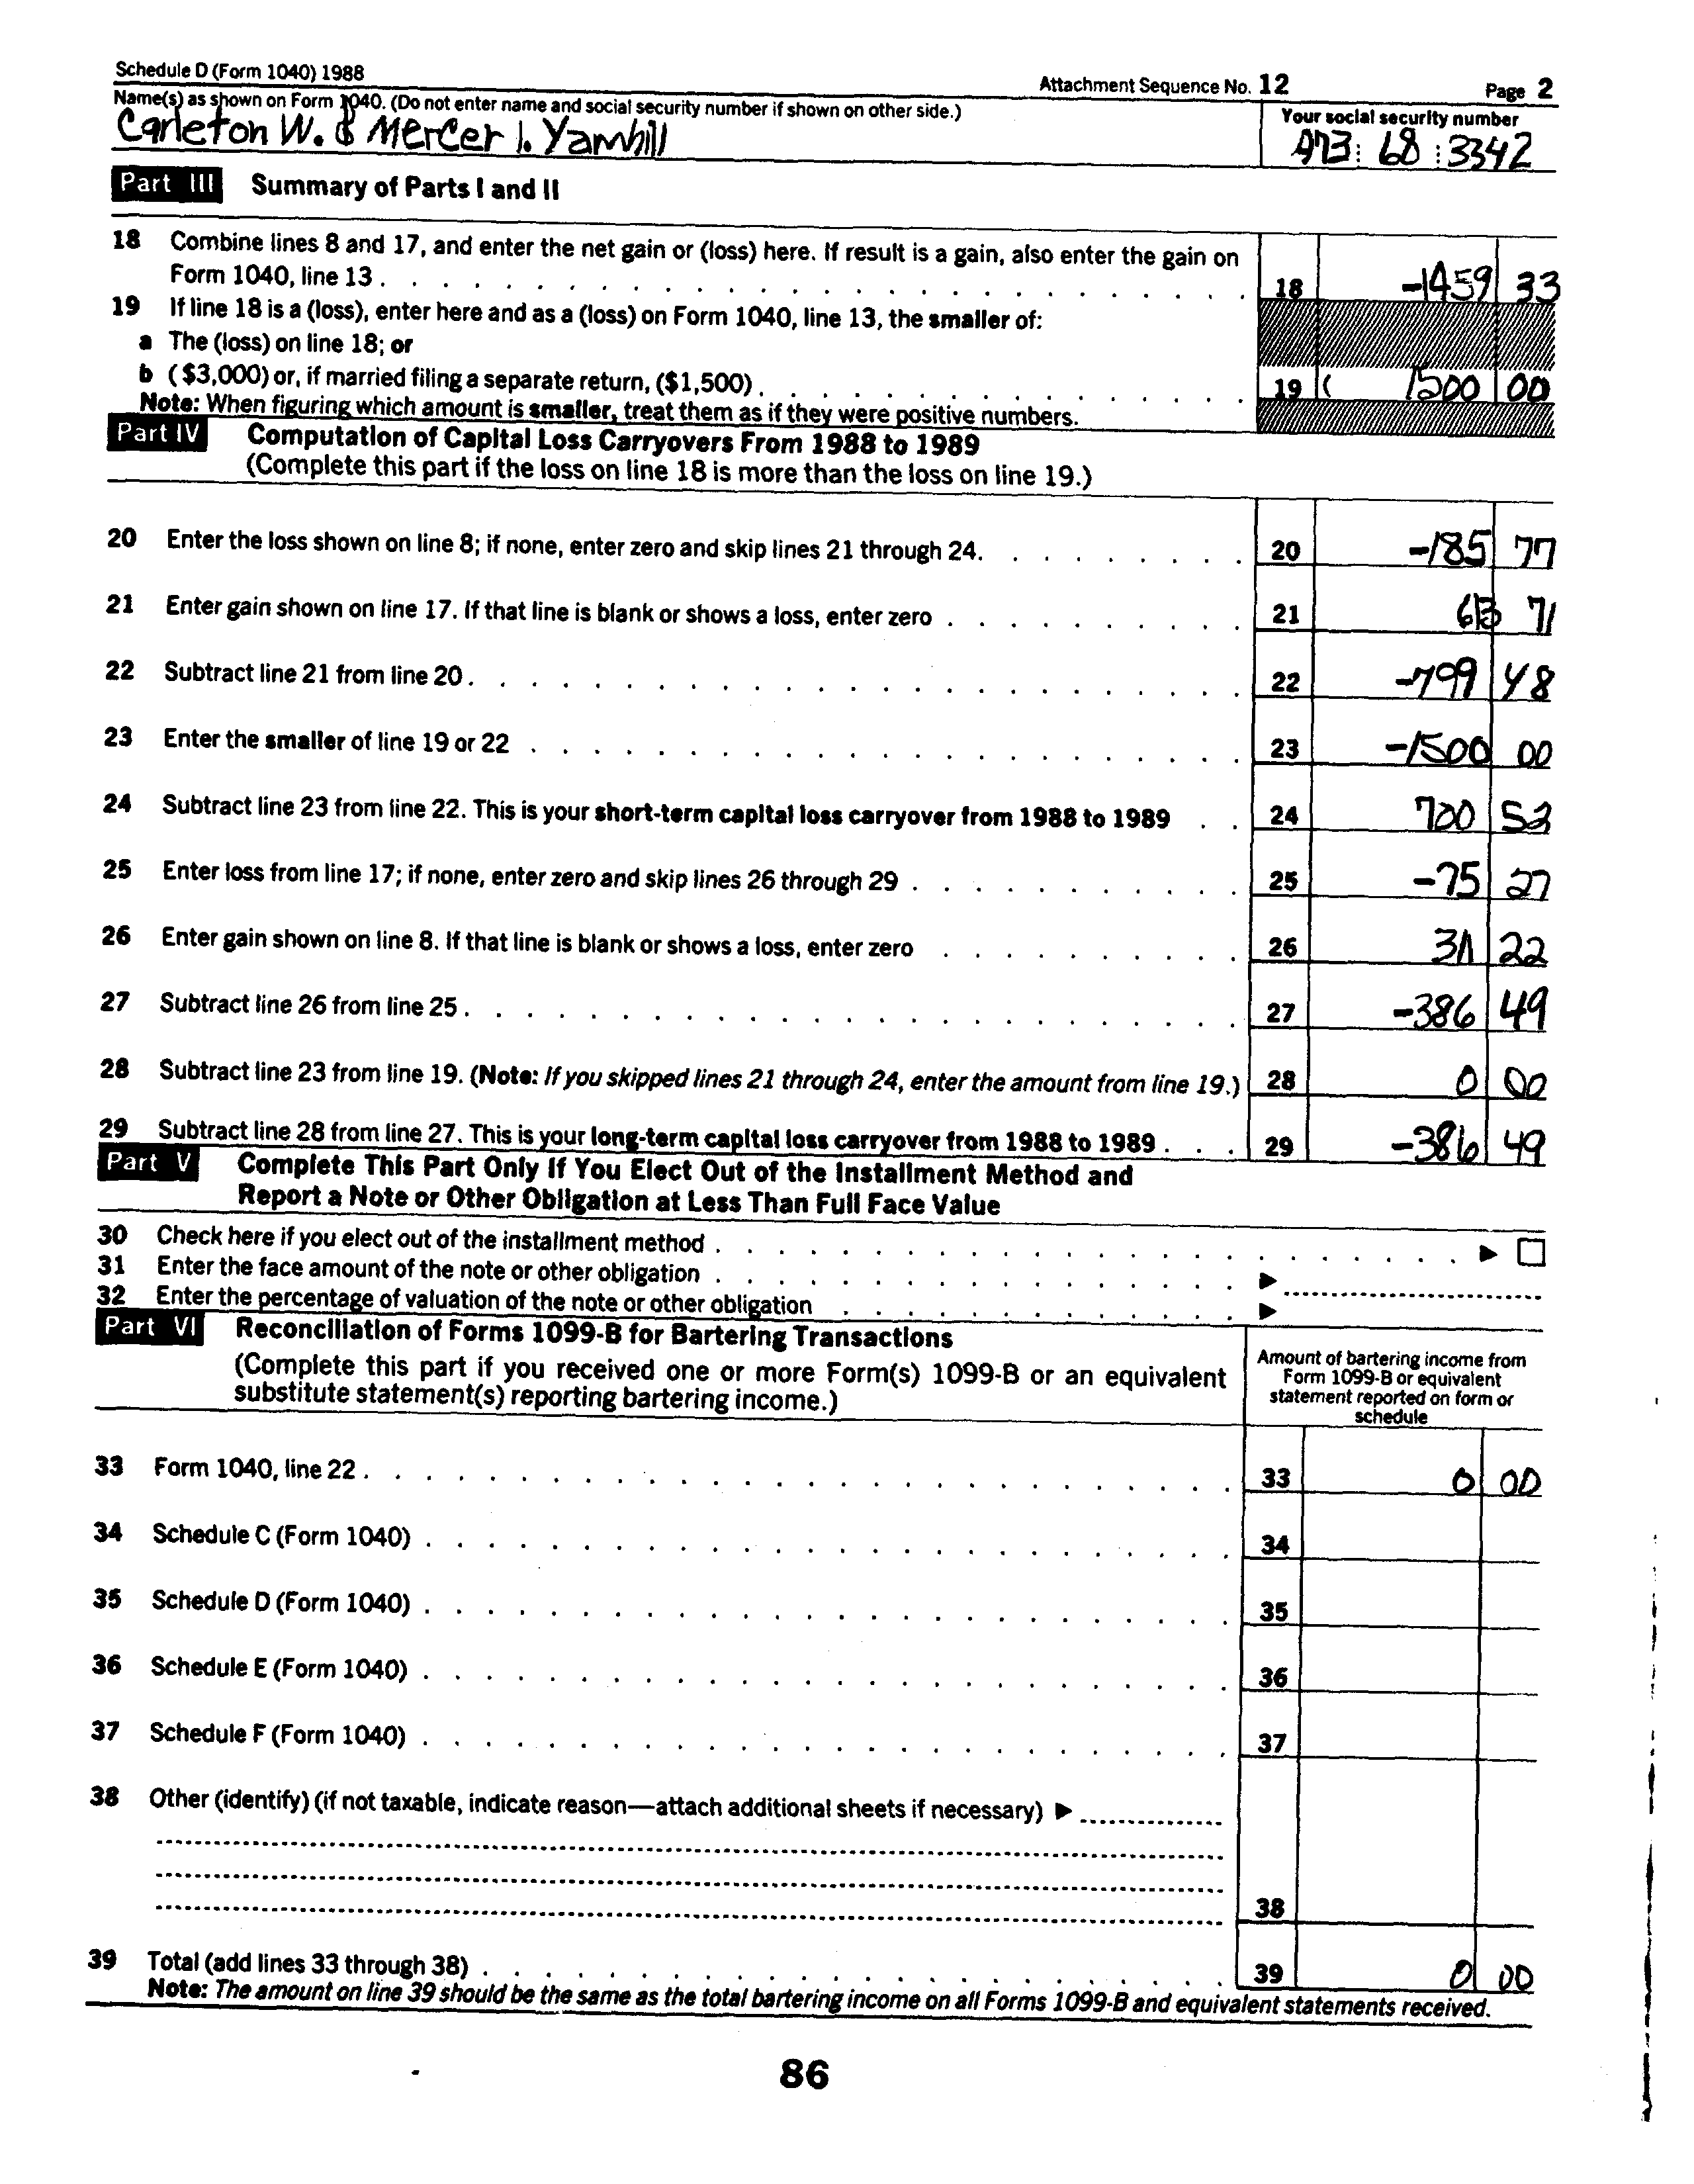 Schedule D (Form 1040) 1988 Attachment Sequence No. 12 Page 2
Name(s) as shown on Form 1040. (Do not enter name and social security number if shown on other side.) Your social security number
Carleton W. & Mercer I. Yamhill 973 : 68 : 3342
Part III Summary of Parts I and II
18 Combine lines 8 and 17, and enter the net gain or (loss) here. If result is a gain, also enter the gain on
Form 1040, line 13 . . . . . . . . . . . . . . . . . . . . . . . . . . . . 18 -1459 33
19 If line 18 is a (loss), enter here and as a (loss) on Form 1040, line 13, the smaller of:
a The (loss) on line 18; or
b ($3,000) or, if married filing a separate return, ($1,500) . . . . . . . . . . . . . . . . 19 ( 1500 00
Note: When figuring which amount is smaller, treat them as if they were positive numbers.
Part IV Computation of Capital Loss Carryovers From 1988 to 1989
(Complete this part if the loss on line 18 is more than the loss on line 19.)
20 Enter the loss shown on line 8; if none, enter zero and skip lines 21 through 24. . . . . . . . . 20 -185 77
21 Enter gain shown on line 17. If that line is blank or shows a loss, enter zero . . . . . . . . . . 21 613 71
22 Subtract line 21 from line 20 . . . . . . . . . . . . . . . . . . . . . . . . . 22 -799 48
23 Enter the smaller of line 19 or 22 . . . . . . . . . . . . . . . . . . . . . . . 23 -1500 00
24 Subtract line 23 from line 22. This is your short-term capital loss carryover from 1988 to 1989 . . 24 700 52
25 Enter loss from line 17; if none, enter zero and skip lines 26 through 29 . . . . . . . . . . . 25 -75 27
26 Enter gain shown on line 8. If that line is blank or shows a loss, enter zero . . . . . . . . . . 26 311 22
27 Subtract line 26 from line 25 . . . . . . . . . . . . . . . . . . . . . . . . . 27 -386 49
28 Subtract line 23 from line 19. (Note: If you skipped lines 21 through 24, enter the amount from line 19.) 28 0 00
29 Subtract line 28 from line 27. This is your long-term capital loss carryover from 1988 to 1989 . . . 29 -386 49
Part V Complete This Part Only If You Elect Out of the Installment Method and
Report a Note or Other Obligation at Less Than Full Face Value
30 Check here if you elect out of the installment method . . . . . . . . . . . . . . . . . . . . . . . . . ▶ ☐
31 Enter the face amount of the note or other obligation . . . . . . . . . . . . . . . . . . ▶
32 Enter the percentage of valuation of the note or other obligation . . . . . . . . . . . . . ▶
Part VI Reconciliation of Forms 1099-B for Bartering Transactions
(Complete this part if you received one or more Form(s) 1099-B or an equivalent
substitute statement(s) reporting bartering income.)
Amount of bartering income from
Form 1099-B or equivalent
statement reported on form or
schedule
33 Form 1040, line 22 . . . . . . . . . . . . . . . . . . . . . . . . . . . . 33 0 00
34 Schedule C (Form 1040) . . . . . . . . . . . . . . . . . . . . . . . . . . 34
35 Schedule D (Form 1040) . . . . . . . . . . . . . . . . . . . . . . . . . . 35
36 Schedule E (Form 1040) . . . . . . . . . . . . . . . . . . . . . . . . . . 36
37 Schedule F (Form 1040) . . . . . . . . . . . . . . . . . . . . . . . . . . 37
38 Other (identify) (if not taxable, indicate reason—attach additional sheets if necessary) ▶
38
39 Total (add lines 33 through 38) . . . . . . . . . . . . . . . . . . . . . . . . 39 0 00
Note: The amount on line 39 should be the same as the total bartering income on all Forms 1099-B and equivalent statements received.
86